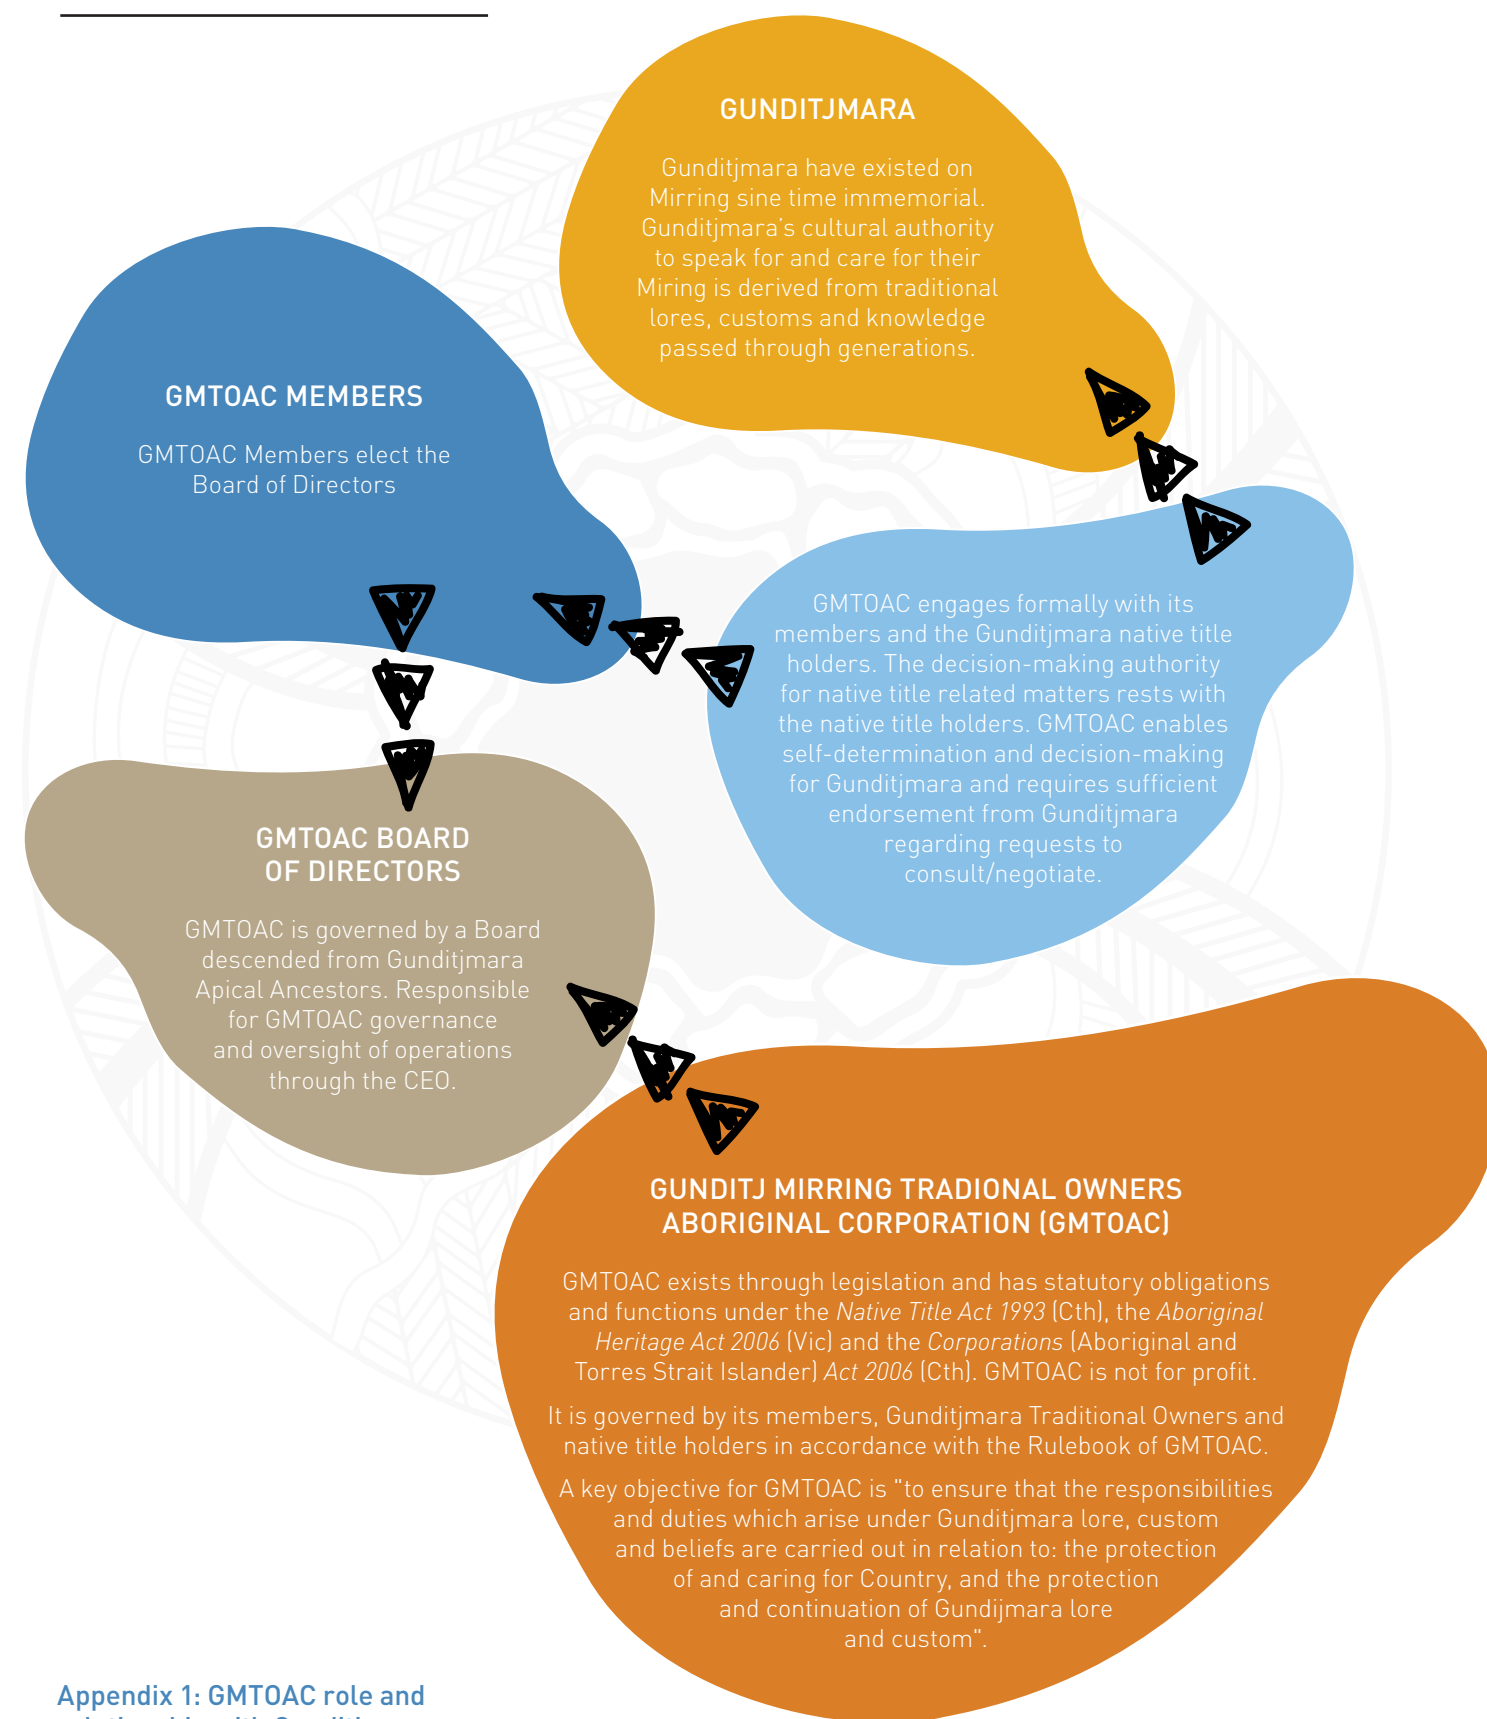 GUNDITJMARA
Gunditjmara have existed on
Mirring sine time immemorial.
Gunditjmara's cultural authority
to speak for and care for their
Miring is derived from traditional
lores, customs and knowledge
passed through generations.
GMTOAC MEMBERS
GMTOAC Members elect the
Board of Directors
GMTOAC engages formally with its
members and the Gunditjmara native title
holders. The decision-making authority
for native title related matters rests with
the native title holders. GMTOAC enables
self-determination and decision-making
for Gunditjmara and requires sufficient
endorsement from Gunditjmara
regarding requests to
consult/negotiate.
GMTOAC BOARD
OF DIRECTORS
GMTOAC is governed by a Board
descended from Gunditjmara
Apical Ancestors. Responsible
for GMTOAC governance
and oversight of operations
through the CEO.
GUNDITJ MIRRING TRADIONAL OWNERS
ABORIGINAL CORPORATION (GMTOAC)
GMTOAC exists through legislation and has statutory obligations
and functions under the Native Title Act 1993 (Cth), the Aboriginal
Heritage Act 2006 (Vic) and the Corporations (Aboriginal and
Torres Strait Islander) Act 2006 (Cth). GMTOAC is not for profit.
It is governed by its members, Gunditjmara Traditional Owners and
native title holders in accordance with the Rulebook of GMTOAC.
A key objective for GMTOAC is "to ensure that the responsibilities
and duties which arise under Gunditjmara lore, custom
and beliefs are carried out in relation to: the protection
of and caring for Country, and the protection
and continuation of Gundijmara lore
and custom".
Appendix 1: GMTOAC role and